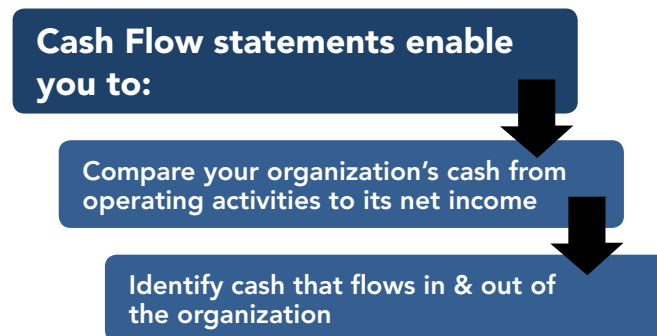 Cash Flow statements enable
you to:
Compare your organization’s cash from
operating activities to its net income
Identify cash that flows in & out of
the organization